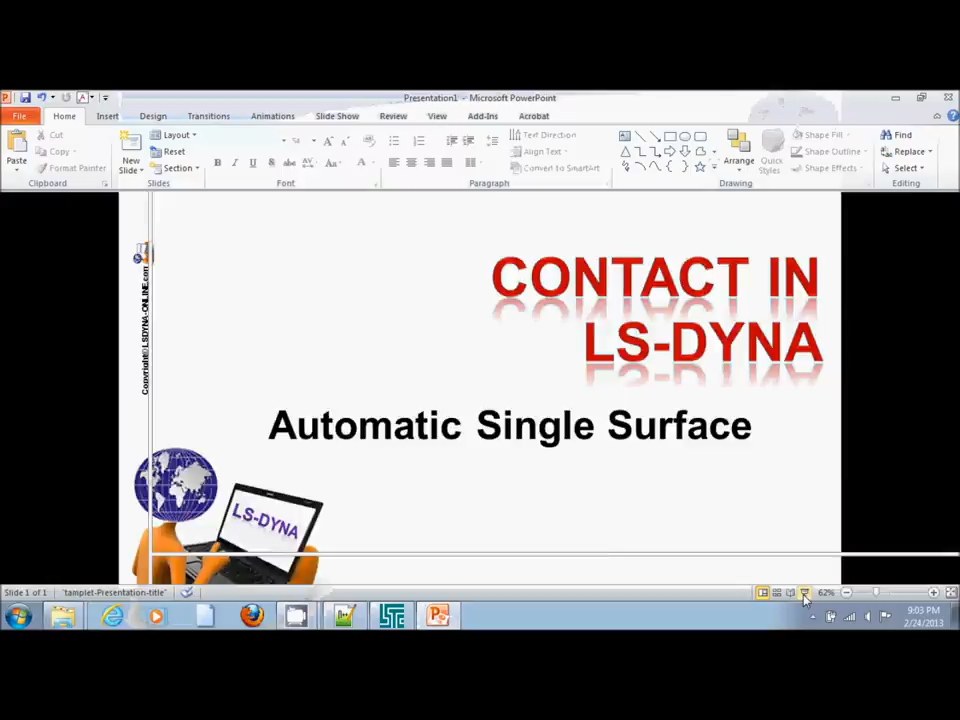 Presentation1 - Microsoft PowerPoint
File Home Insert Design Transitions Animations Slide Show Review View Add-Ins Acrobat
Paste
Cut
Copy
Format Painter
Clipboard
New
Slide
Layout
Reset
Section
Slides
54
B I U S abc AV Aa A
Font
Text Direction
Align Text
Convert to SmartArt
Paragraph
Arrange
Quick
Styles
Shape Fill
Shape Outline
Shape Effects
Drawing
Find
Replace
Select
Editing
CONTACT IN
LS-DYNA
Automatic Single Surface
Copyright©LSDYNA-ONLINE.com
LS-DYNA
Slide 1 of 1
"tamplet-Presentation-title"
62%
9:03 PM
2/24/2013